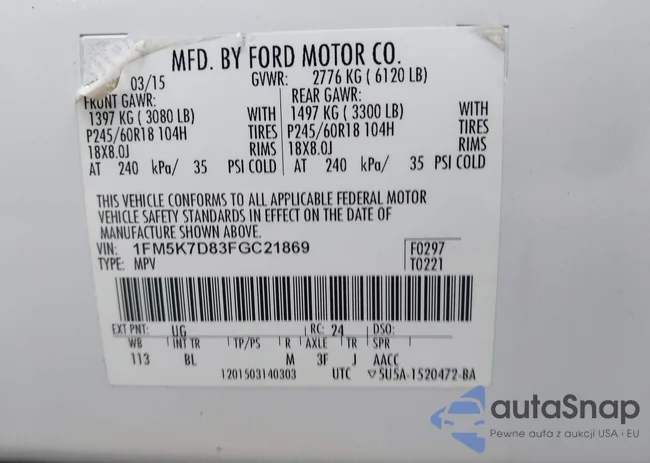 MFD. BY FORD MOTOR CO.
03/15 GVWR: 2776 KG ( 6120 LB)
FRONT GAWR: REAR GAWR:
1397 KG ( 3080 LB) WITH 1497 KG ( 3300 LB) WITH
P245/60R18 104H TIRES P245/60R18 104H TIRES
18X8.0J RIMS 18X8.0J RIMS
AT 240 kPa/ 35 PSI COLD AT 240 kPa/ 35 PSI COLD
THIS VEHICLE CONFORMS TO ALL APPLICABLE FEDERAL MOTOR
VEHICLE SAFETY STANDARDS IN EFFECT ON THE DATE OF
MANUFACTURE SHOWN ABOVE.
VIN: 1FM5K7D83FGC21869 F0297
TYPE: MPV T0221
EXT PNT: UG RC: 24 DSO:
WB INT TR TP/PS R AXLE TR SPR
113 BL M 3F J AACC
1201503140303 UTC ▽5U5A-1520472-BA
autaSnap
Pewne auta z aukcji USA i EU